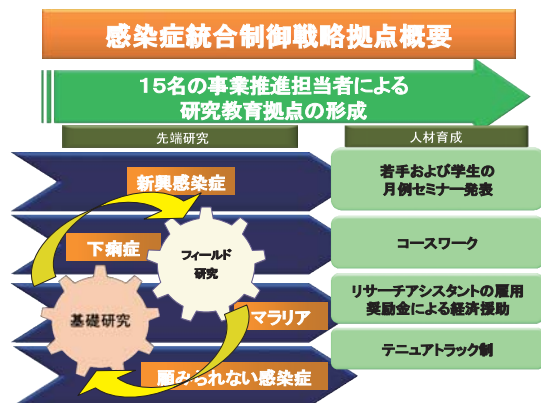 感染症統合制御戦略拠点概要
15名の事業推進担当者による
研究教育拠点の形成
先端研究
人材育成
新興感染症
下痢症
フィールド
研究
基礎研究
マラリア
顧みられない感染症
若手および学生の
月例セミナー発表
コースワーク
リサーチアシスタントの雇用
奨励金による経済援助
テニュアトラック制